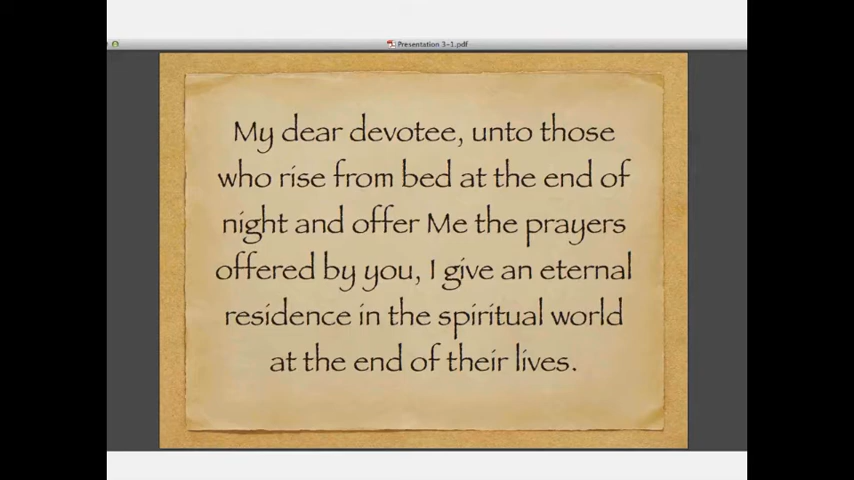 Presentation 3-1.pdf
My dear devotee, unto those
who rise from bed at the end of
night and offer Me the prayers
offered by you, I give an eternal
residence in the spiritual world
at the end of their lives.